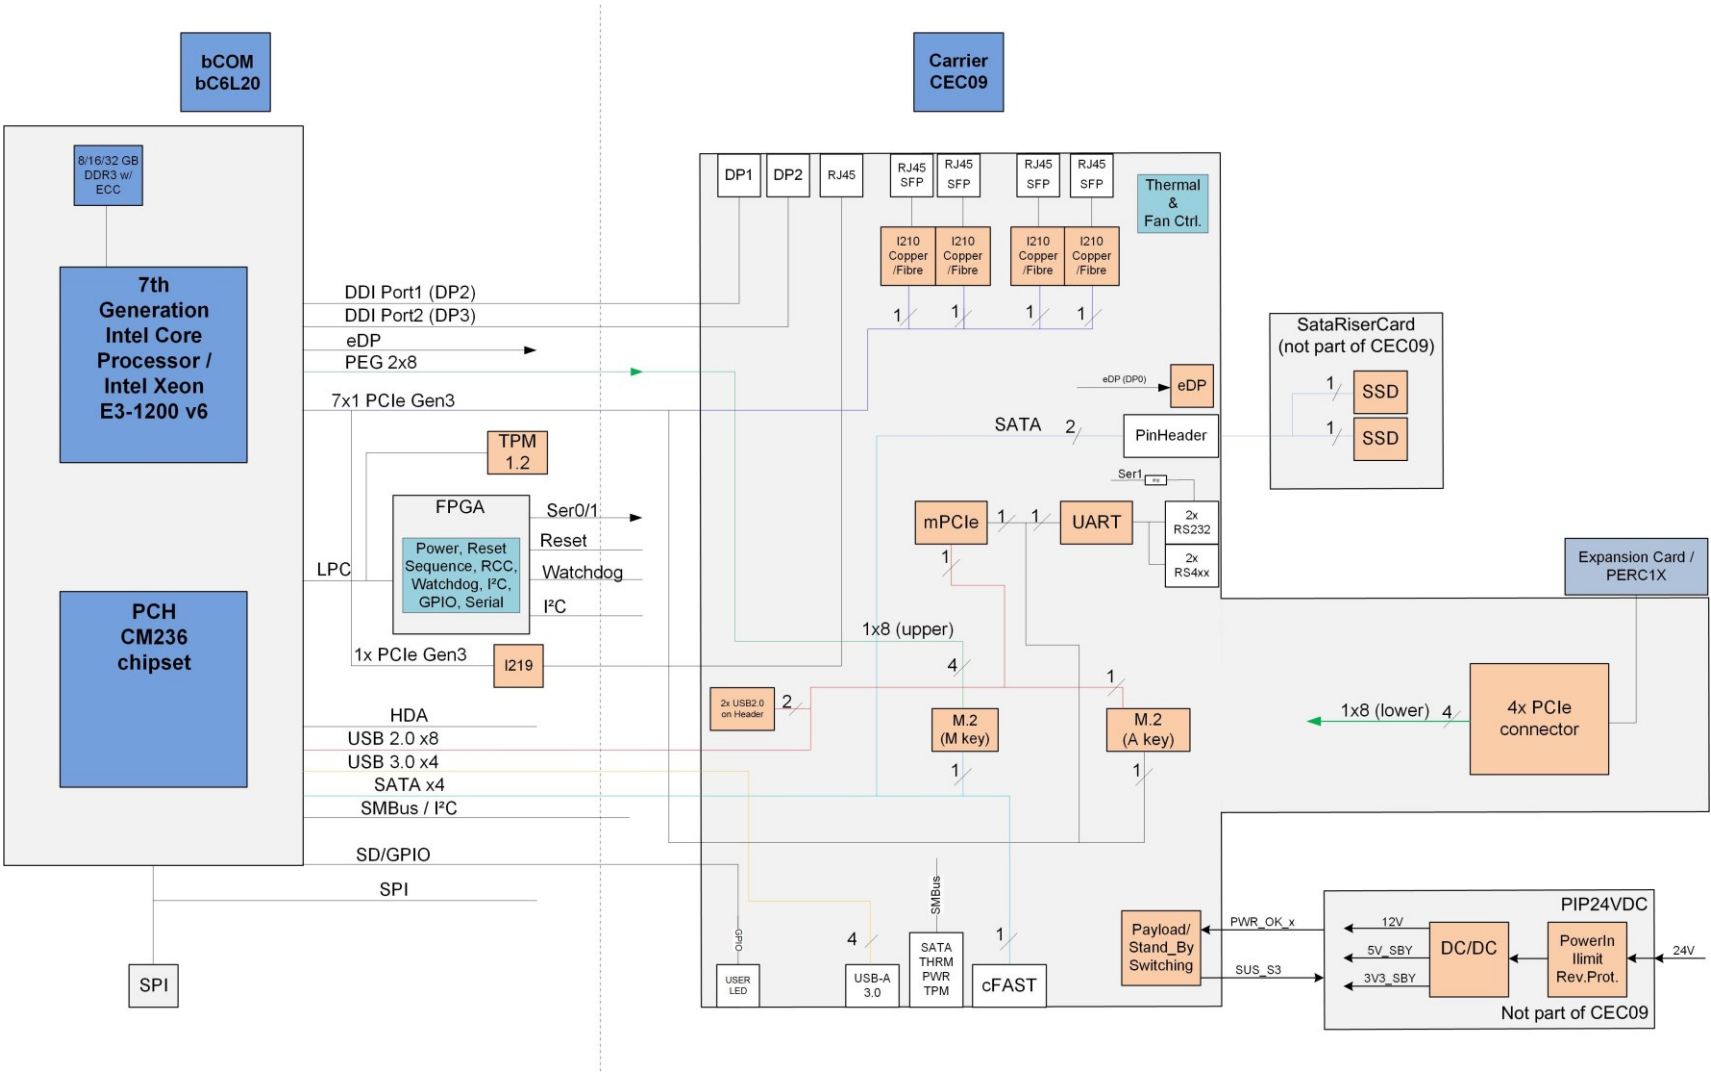 bCOM
bC6L20
Carrier
CEC09
8/16/32 GB
DDR3 w/
ECC
7th
Generation
Intel Core
Processor /
Intel Xeon
E3-1200 v6
PCH
CM236
chipset
DDI Port1 (DP2)
DDI Port2 (DP3)
eDP
PEG 2x8
7x1 PCIe Gen3
TPM
1.2
FPGA
Power, Reset
Sequence, RCC,
Watchdog, I²C,
GPIO, Serial
Ser0/1
Reset
Watchdog
I²C
LPC
1x PCIe Gen3
I219
HDA
USB 2.0 x8
USB 3.0 x4
SATA x4
SMBus / I²C
SD/GPIO
SPI
SPI
DP1
DP2
RJ45
RJ45
SFP
RJ45
SFP
RJ45
SFP
RJ45
SFP
Thermal
&
Fan Ctrl.
I210
Copper
/Fibre
I210
Copper
/Fibre
I210
Copper
/Fibre
I210
Copper
/Fibre
1
1
1
1
eDP (DP0)
eDP
SATA
2
PinHeader
SataRiserCard
(not part of CEC09)
1
SSD
1
SSD
Ser1
mPCIe
1
1
UART
2x
RS232
2x
RS4xx
1
1x8 (upper)
4
1
2x USB2.0
on Header
2
M.2
(M key)
M.2
(A key)
1
1
Expansion Card /
PERC1X
1x8 (lower)
4
4x PCIe
connector
GPIO
USER
LED
4
USB-A
3.0
SMBus
SATA
THRM
PWR
TPM
1
cFAST
Payload/
Stand_By
Switching
PWR_OK_x
SUS_S3
PIP24VDC
12V
5V_SBY
3V3_SBY
DC/DC
PowerIn
Ilimit
Rev.Prot.
24V
Not part of CEC09